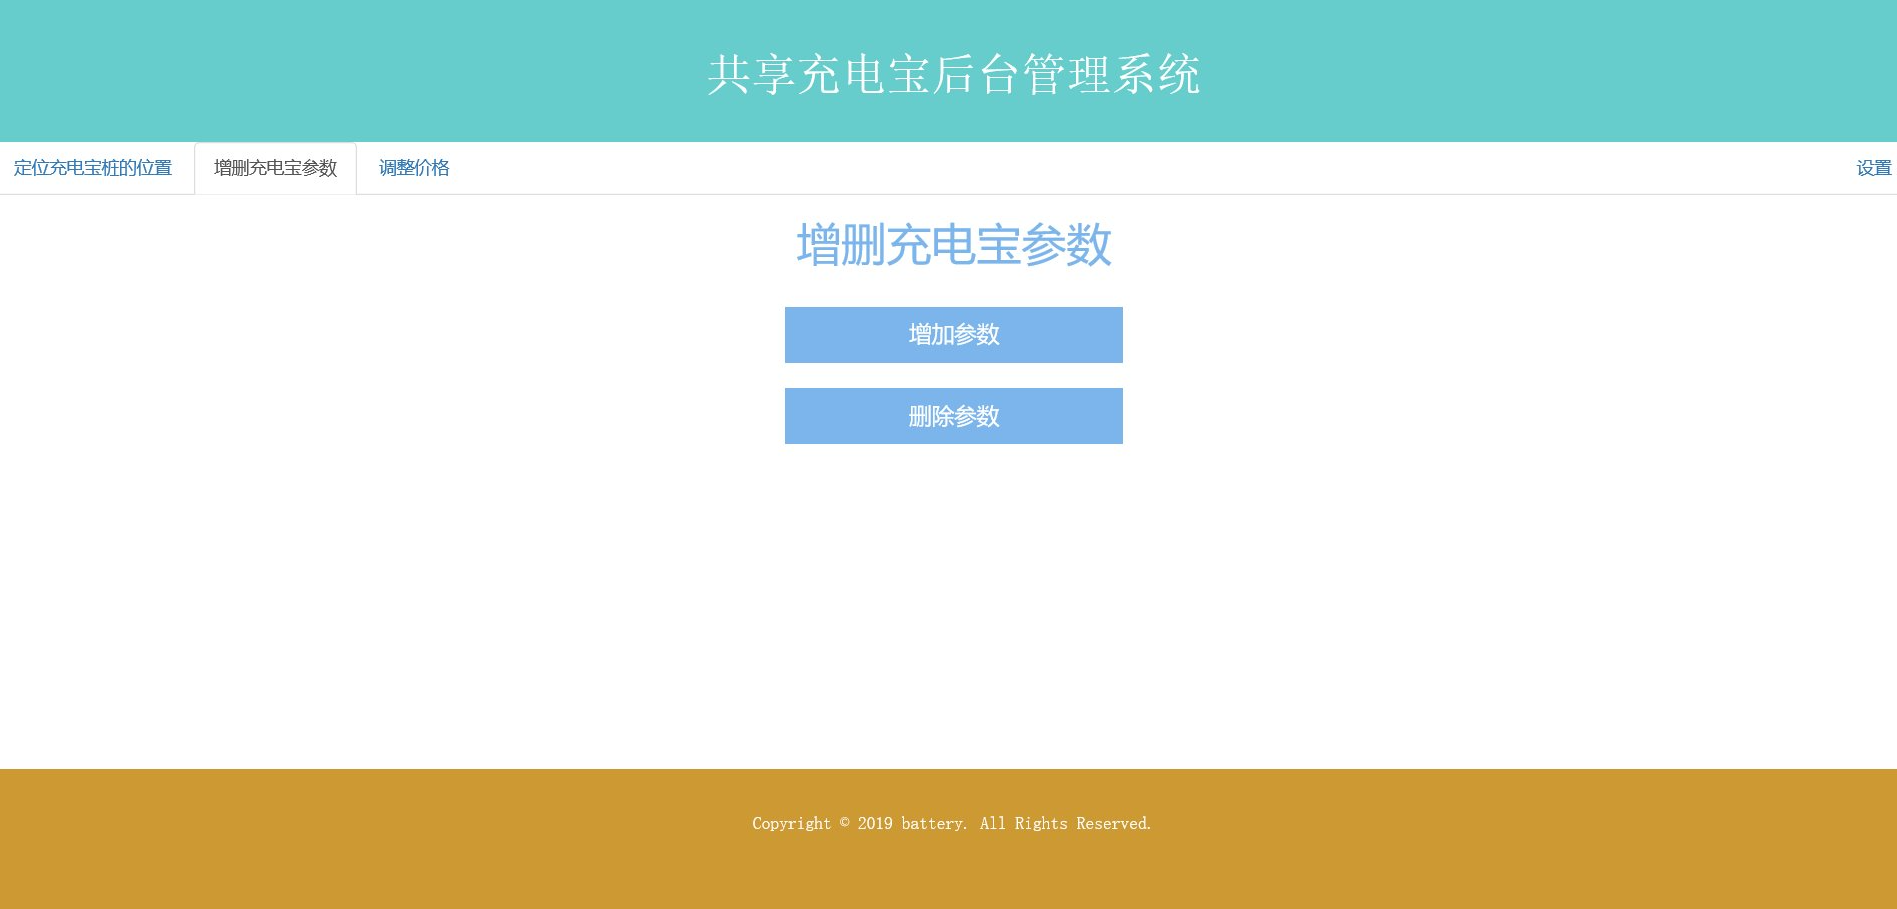 共享充电宝后台管理系统
定位充电宝桩的位置 增删充电宝参数 调整价格 设置
增删充电宝参数
增加参数
删除参数
Copyright © 2019 battery. All Rights Reserved.